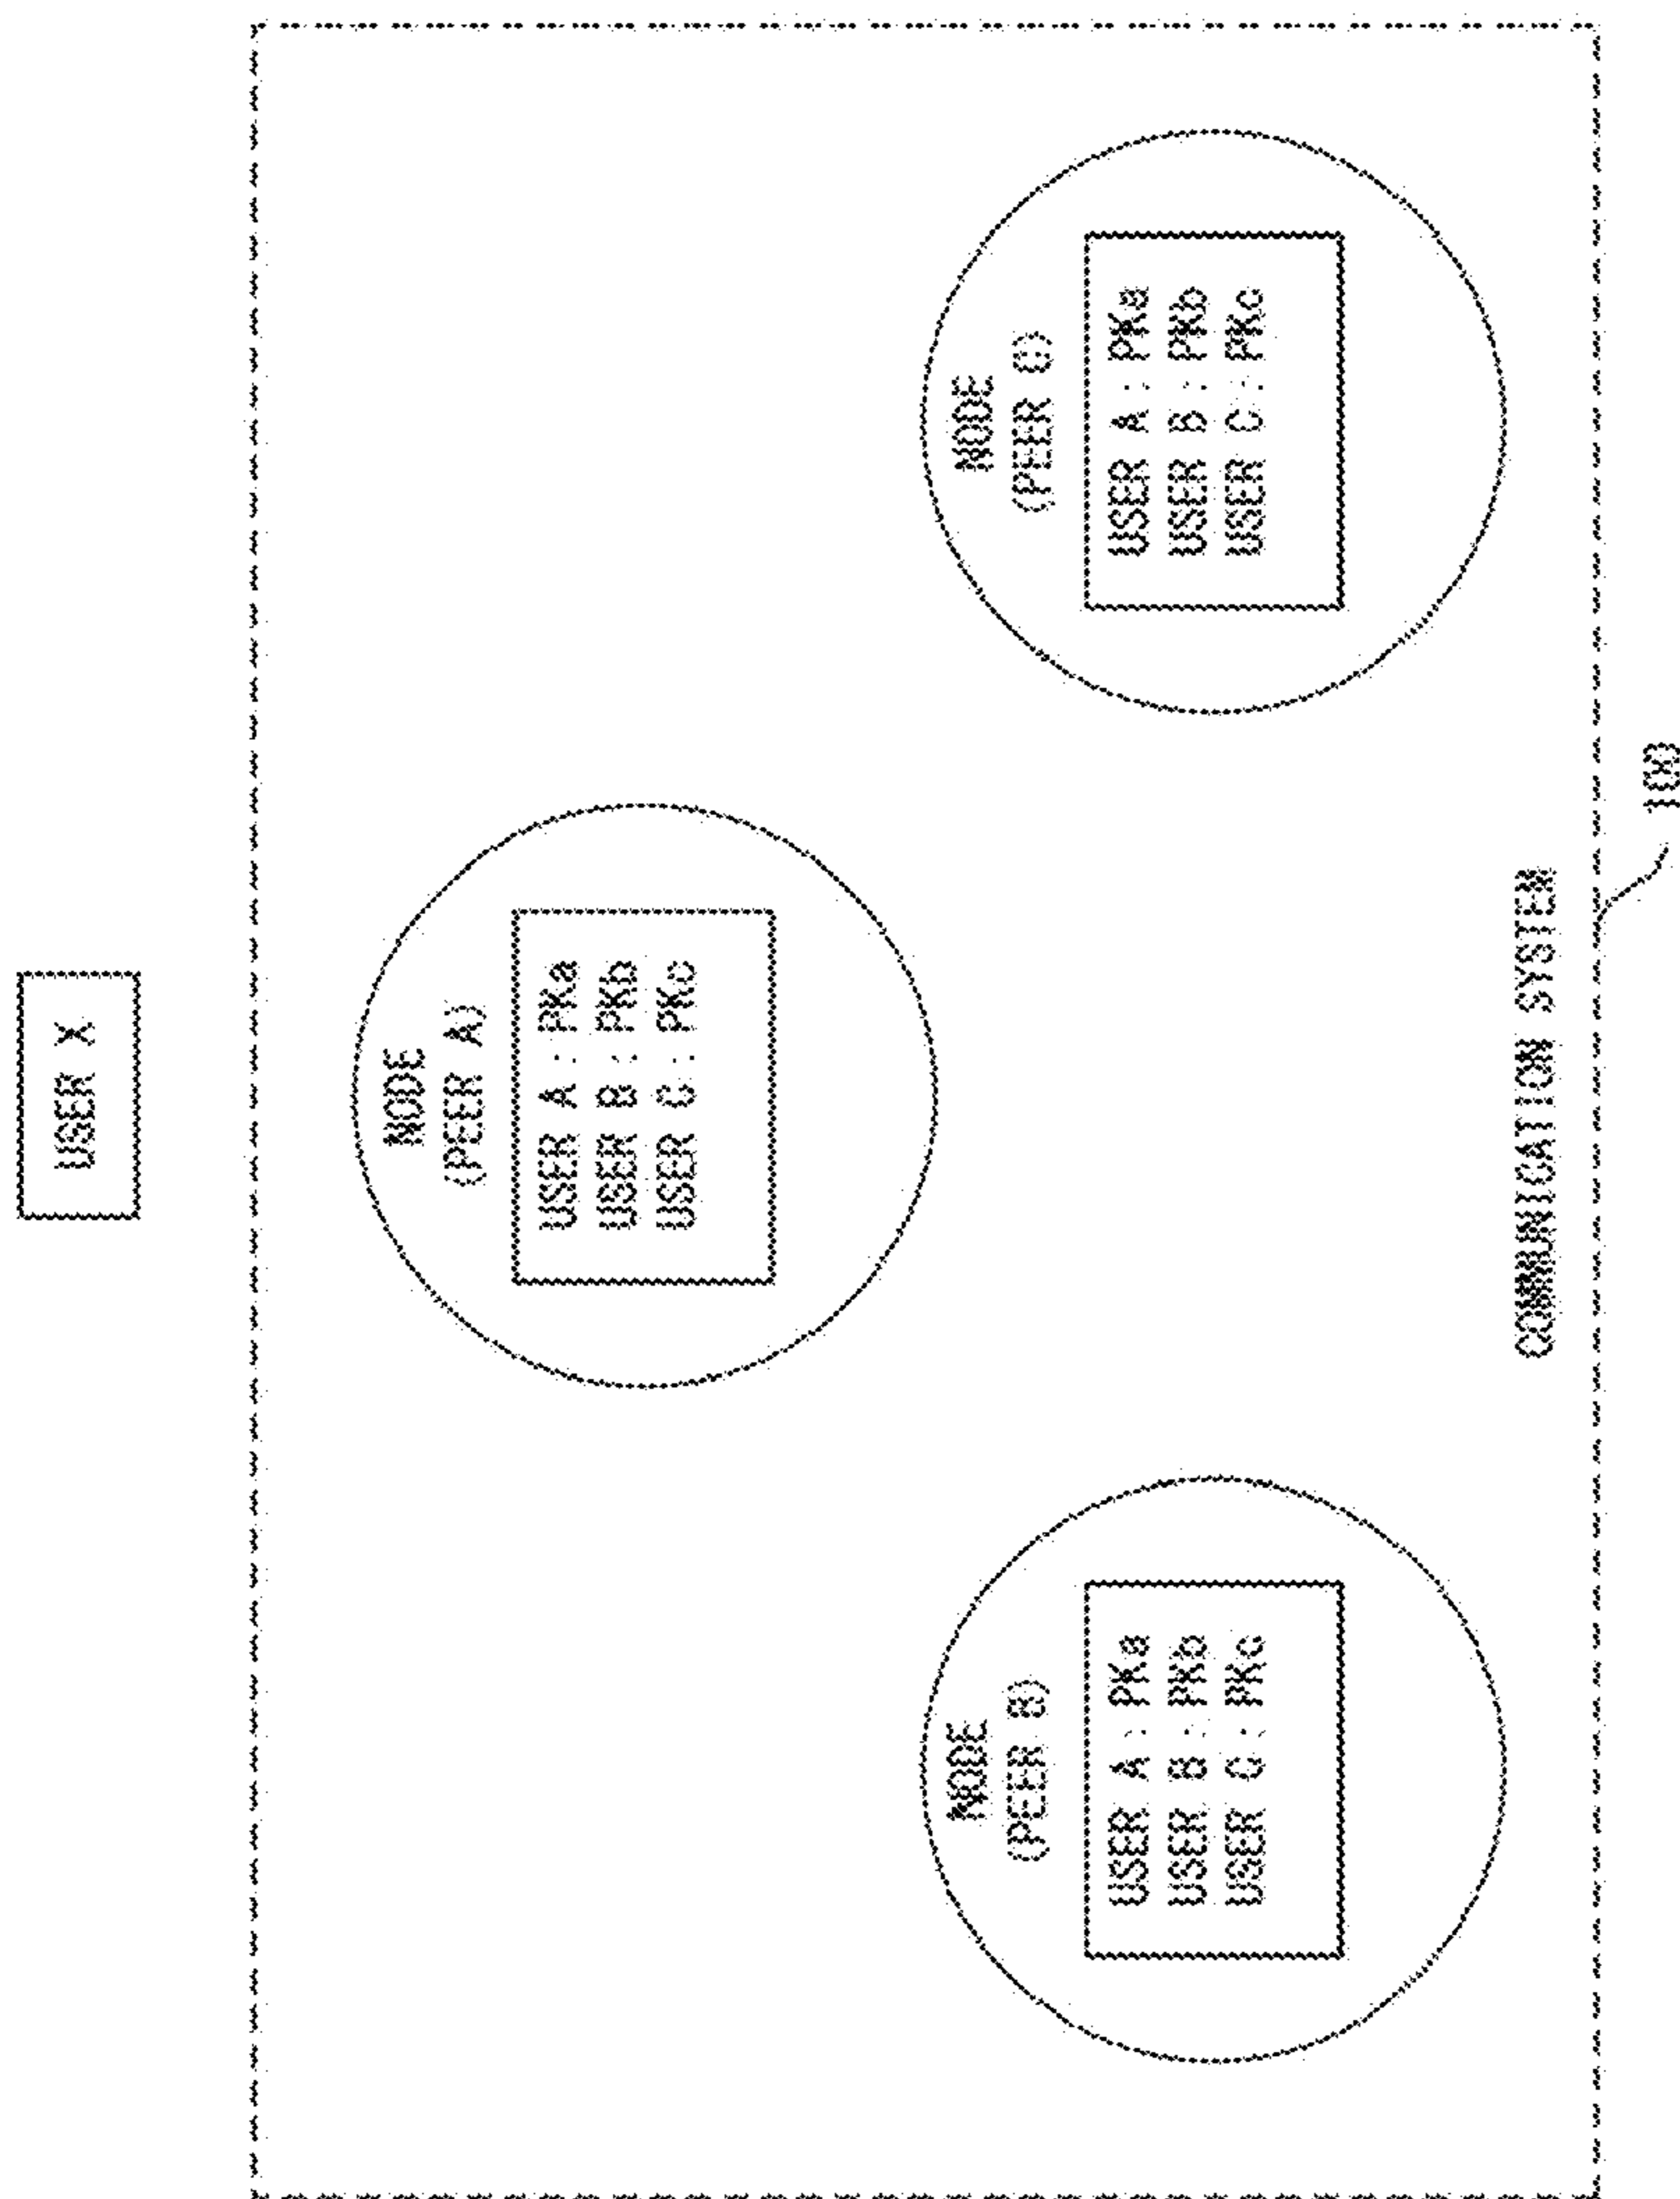 USER X
NODE
(PEER A)
USER A : PKa
USER B : PKb
USER C : PKc
NODE
(PEER B)
USER A : PKa
USER B : PKb
USER C : PKc
NODE
(PEER C)
USER A : PKa
USER B : PKb
USER C : PKc
COMMUNICATION SYSTEM
100